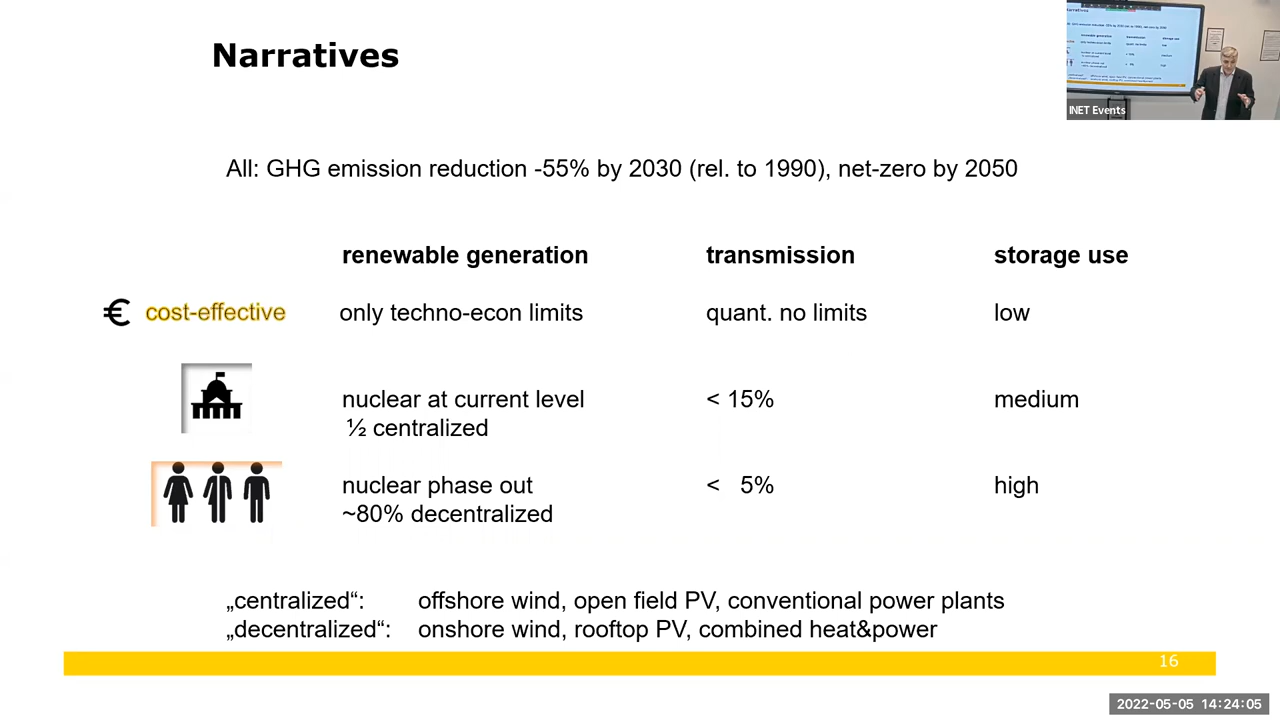 Narratives
INET Events
All: GHG emission reduction -55% by 2030 (rel. to 1990), net-zero by 2050
renewable generation transmission storage use
€ cost-effective only techno-econ limits quant. no limits low
nuclear at current level < 15% medium
½ centralized
nuclear phase out < 5% high
~80% decentralized
„centralized“: offshore wind, open field PV, conventional power plants
„decentralized“: onshore wind, rooftop PV, combined heat&power
16
2022-05-05 14:24:05